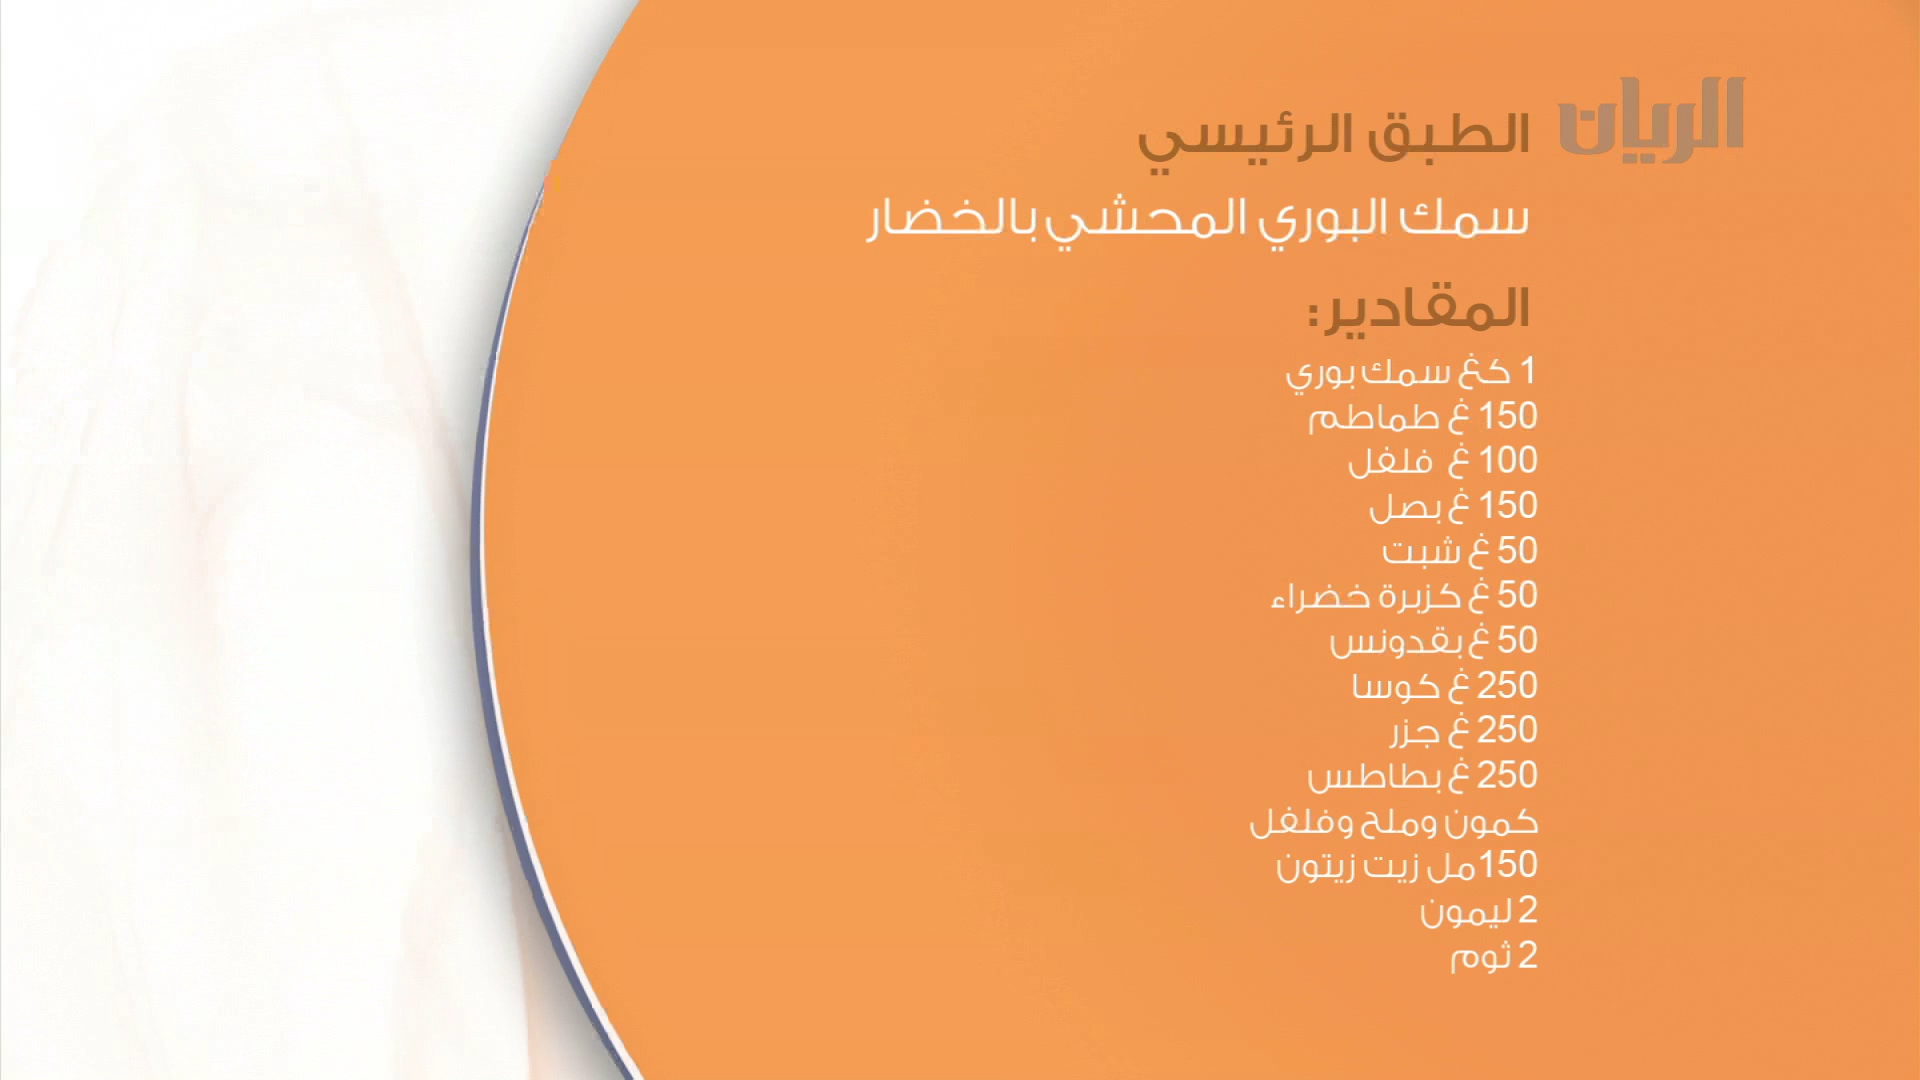 الريان
الطبق الرئيسي
سمك البوري المحشي بالخضار
المقادير:
1 كغ سمك بوري
150 غ طماطم
100 غ فلفل
150 غ بصل
50 غ شبت
50 غ كزبرة خضراء
50 غ بقدونس
250 غ كوسا
250 غ جزر
250 غ بطاطس
كمون وملح وفلفل
150مل زيت زيتون
2 ليمون
2 ثوم